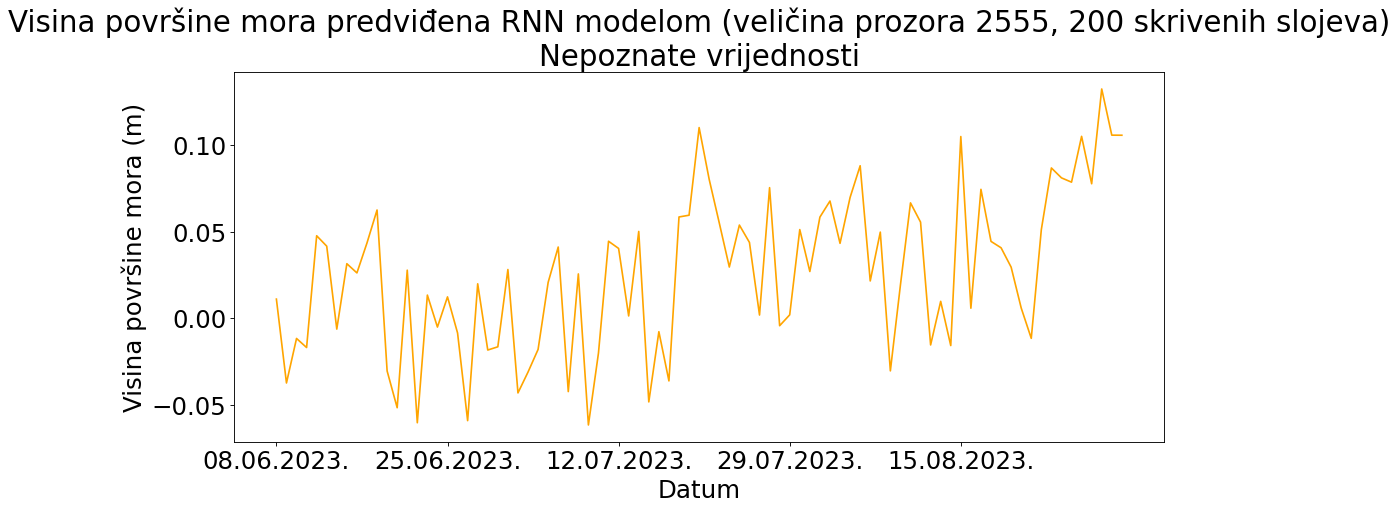 Visina površine mora predviđena RNN modelom (veličina prozora 2555, 200 skrivenih slojeva)
Nepoznate vrijednosti
Visina površine mora (m)
0.10
0.05
0.00
−0.05
08.06.2023. 25.06.2023. 12.07.2023. 29.07.2023. 15.08.2023.
Datum